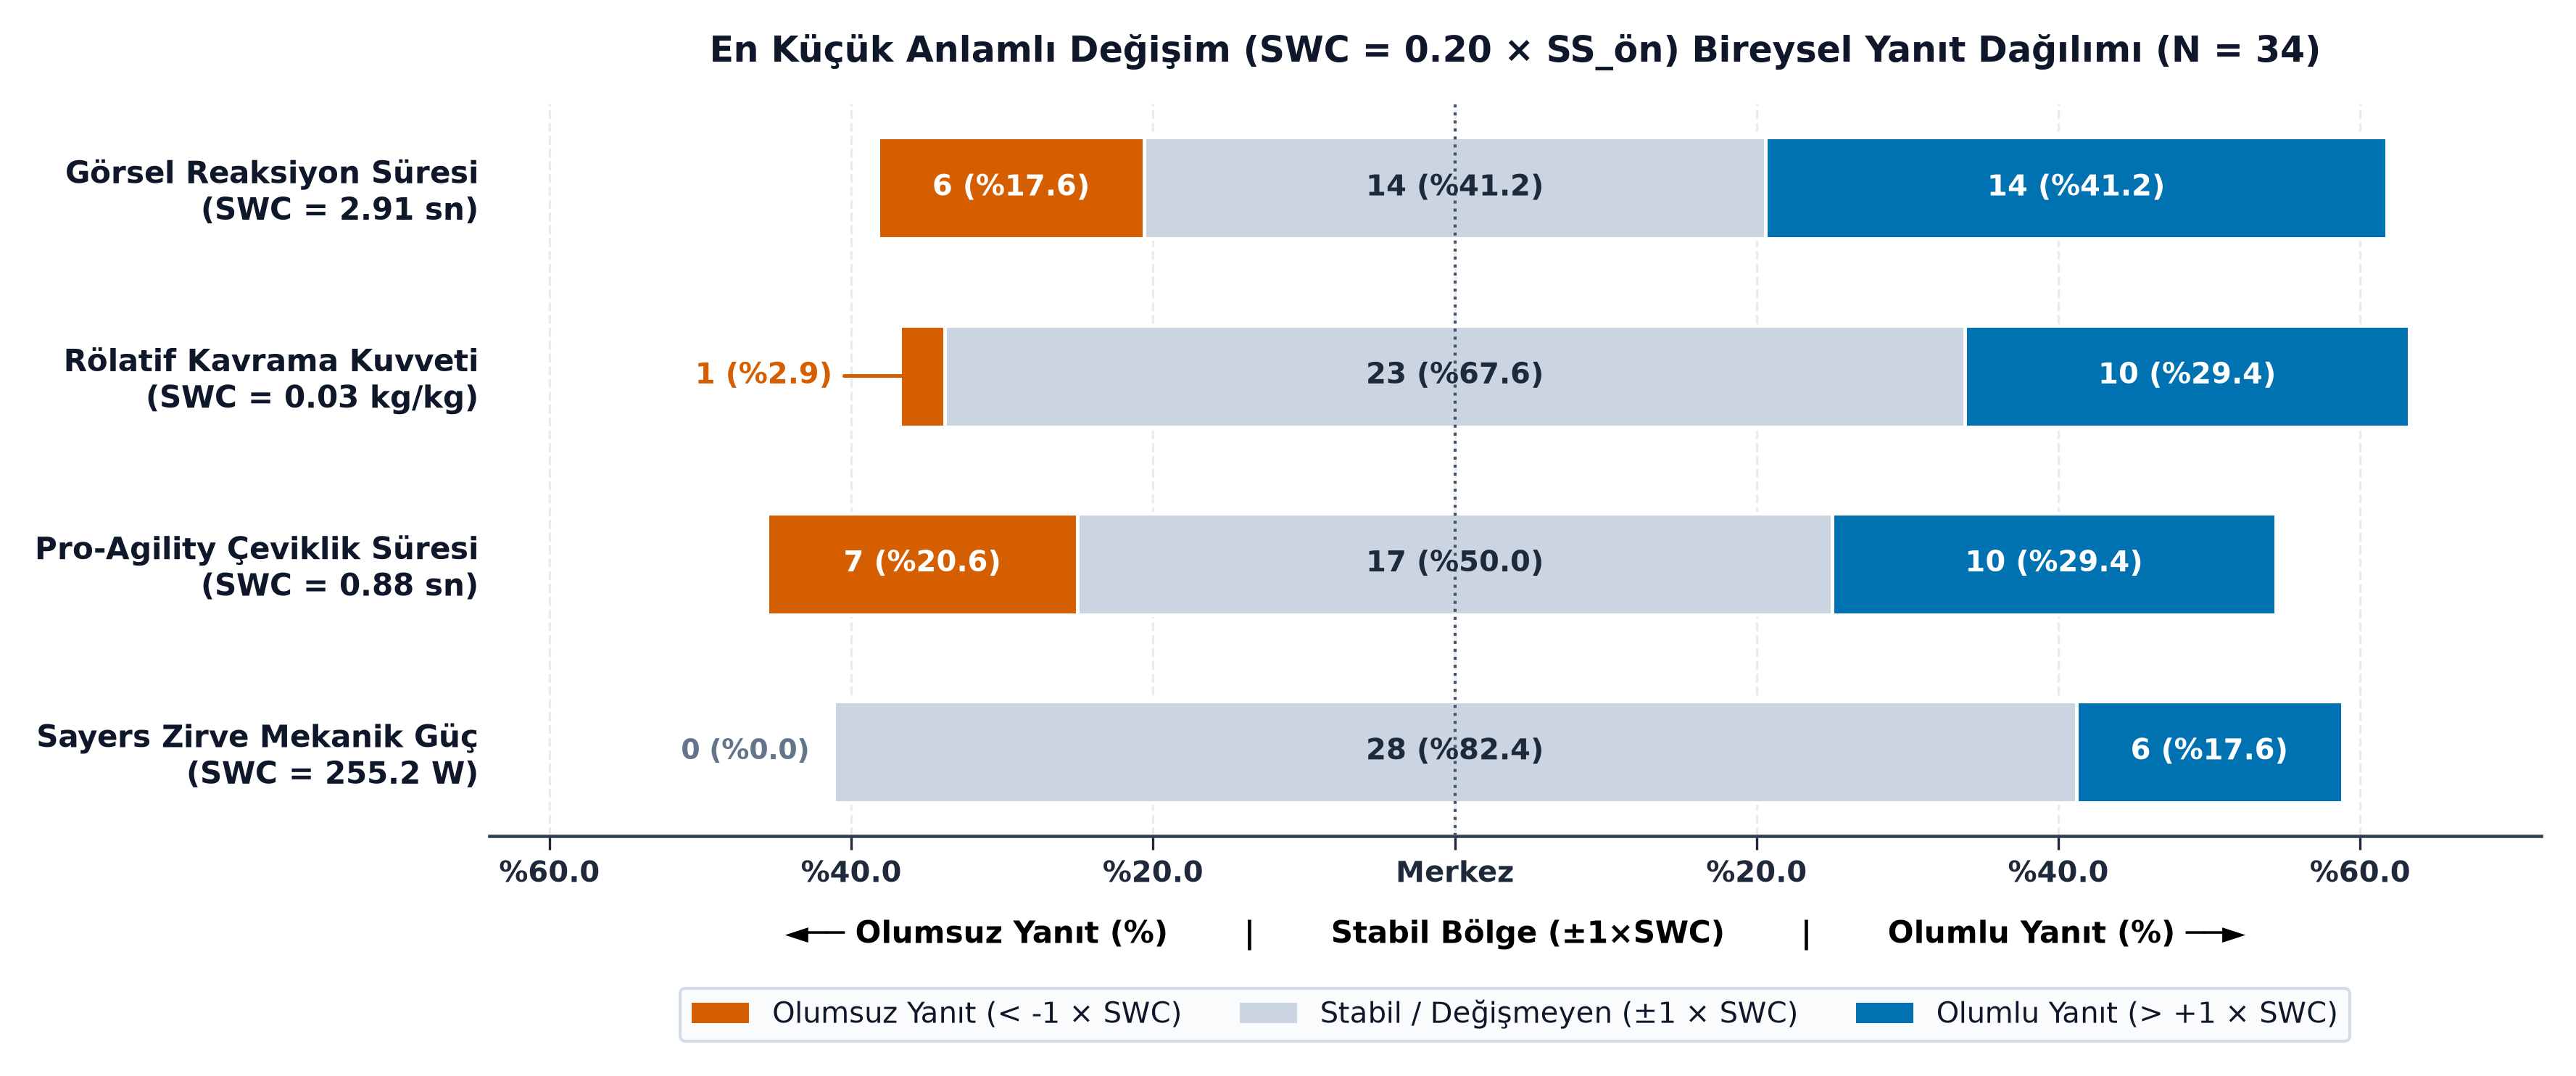 En Küçük Anlamlı Değişim (SWC = 0.20 × SS_ön) Bireysel Yanıt Dağılımı (N = 34)
Görsel Reaksiyon Süresi
(SWC = 2.91 sn)
6 (%17.6)
14 (%41.2)
14 (%41.2)
Rölatif Kavrama Kuvveti
(SWC = 0.03 kg/kg)
1 (%2.9)
23 (%67.6)
10 (%29.4)
Pro-Agility Çeviklik Süresi
(SWC = 0.88 sn)
7 (%20.6)
17 (%50.0)
10 (%29.4)
Sayers Zirve Mekanik Güç
(SWC = 255.2 W)
0 (%0.0)
28 (%82.4)
6 (%17.6)
%60.0 %40.0 %20.0 Merkez %20.0 %40.0 %60.0
◄── Olumsuz Yanıt (%) | Stabil Bölge (±1×SWC) | Olumlu Yanıt (%) ──►
Olumsuz Yanıt (< -1 × SWC) Stabil / Değişmeyen (±1 × SWC) Olumlu Yanıt (> +1 × SWC)